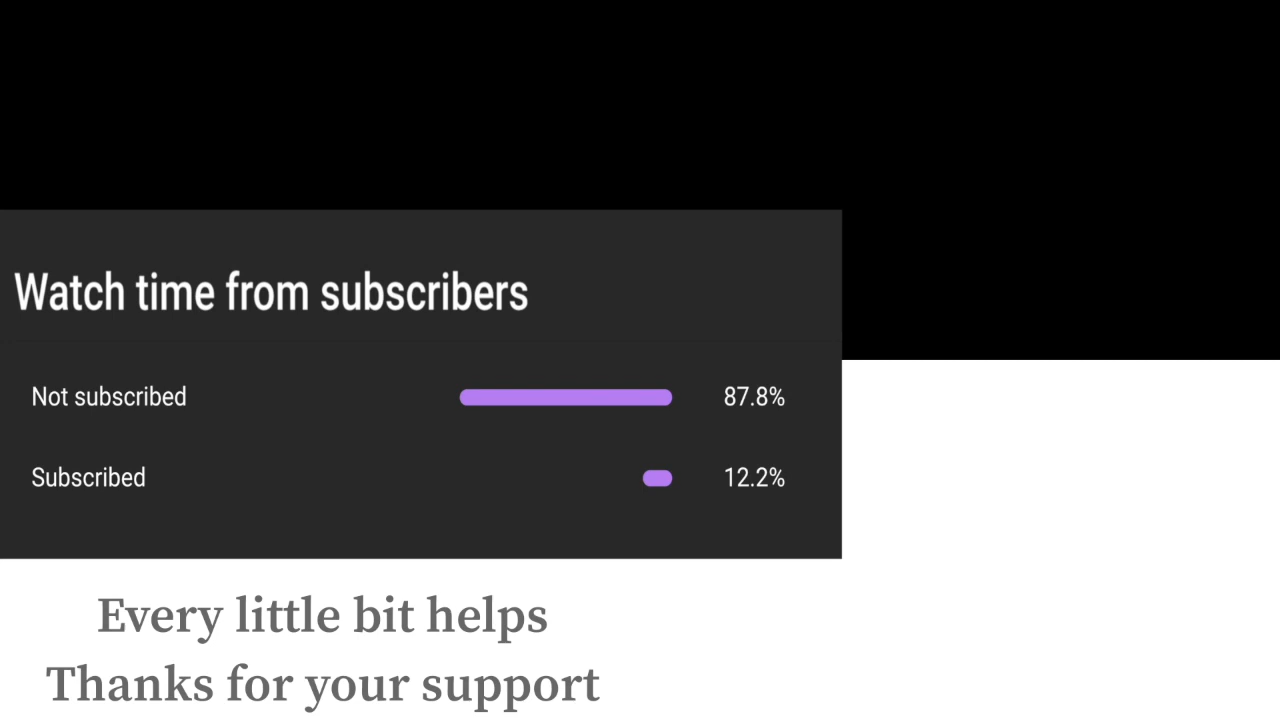 Watch time from subscribers
Not subscribed 87.8%
Subscribed 12.2%
Every little bit helps
Thanks for your support